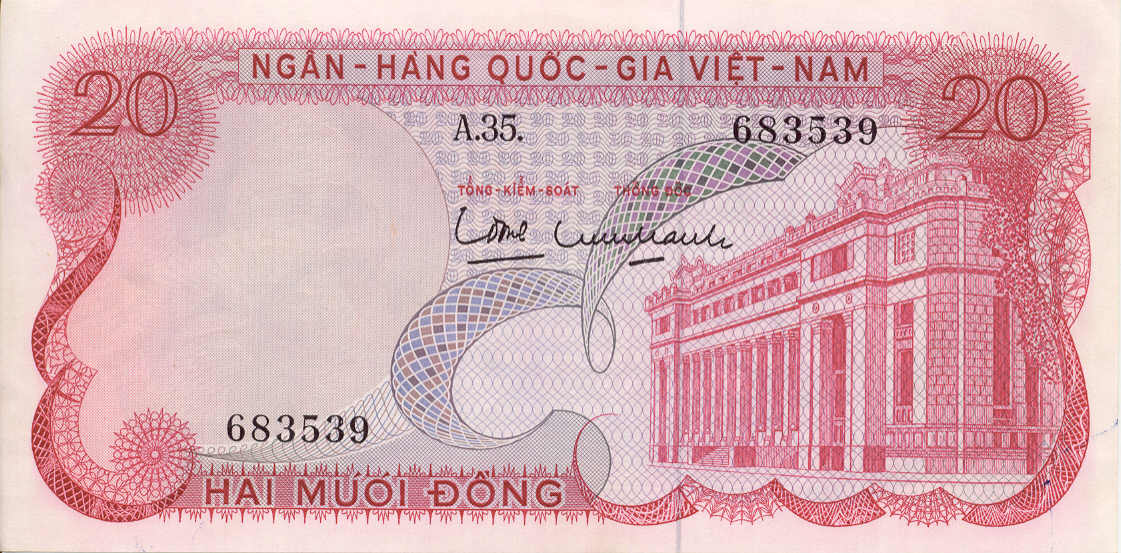 NGÂN-HÀNG QUỐC-GIA VIỆT-NAM
20 20
A.35. 683539
TỔNG-KIỂM-SOÁT THỐNG ĐỐC
683539
HAI MƯƠI ĐỒNG